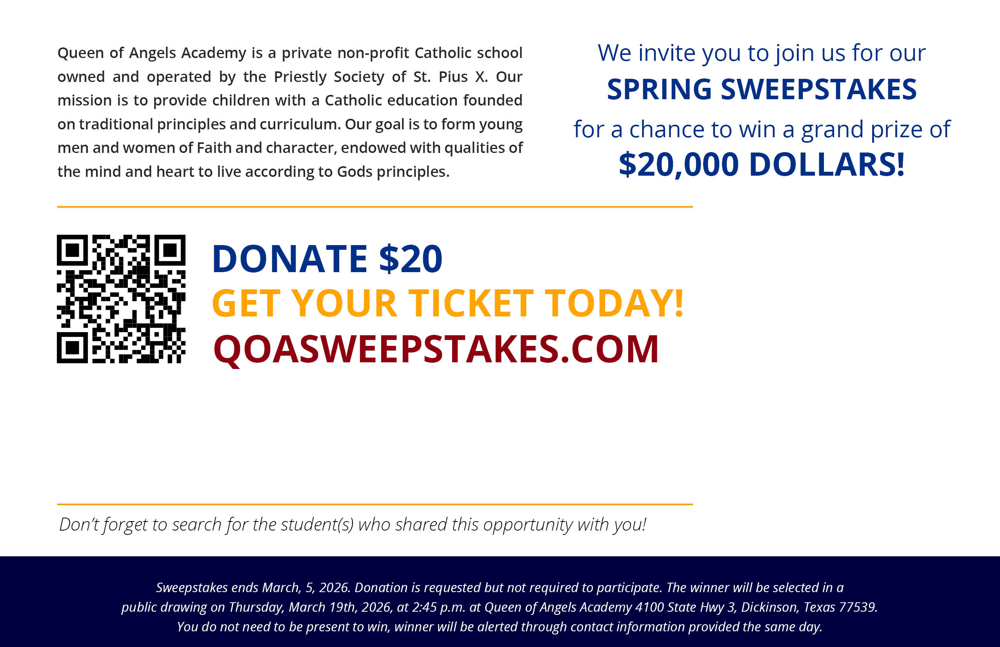 Queen of Angels Academy is a private non-profit Catholic school
owned and operated by the Priestly Society of St. Pius X. Our
mission is to provide children with a Catholic education founded
on traditional principles and curriculum. Our goal is to form young
men and women of Faith and character, endowed with qualities of
the mind and heart to live according to Gods principles.
We invite you to join us for our
SPRING SWEEPSTAKES
for a chance to win a grand prize of
$20,000 DOLLARS!
DONATE $20
GET YOUR TICKET TODAY!
QOASWEEPSTAKES.COM
Don’t forget to search for the student(s) who shared this opportunity with you!
Sweepstakes ends March, 5, 2026. Donation is requested but not required to participate. The winner will be selected in a
public drawing on Thursday, March 19th, 2026, at 2:45 p.m. at Queen of Angels Academy 4100 State Hwy 3, Dickinson, Texas 77539.
You do not need to be present to win, winner will be alerted through contact information provided the same day.